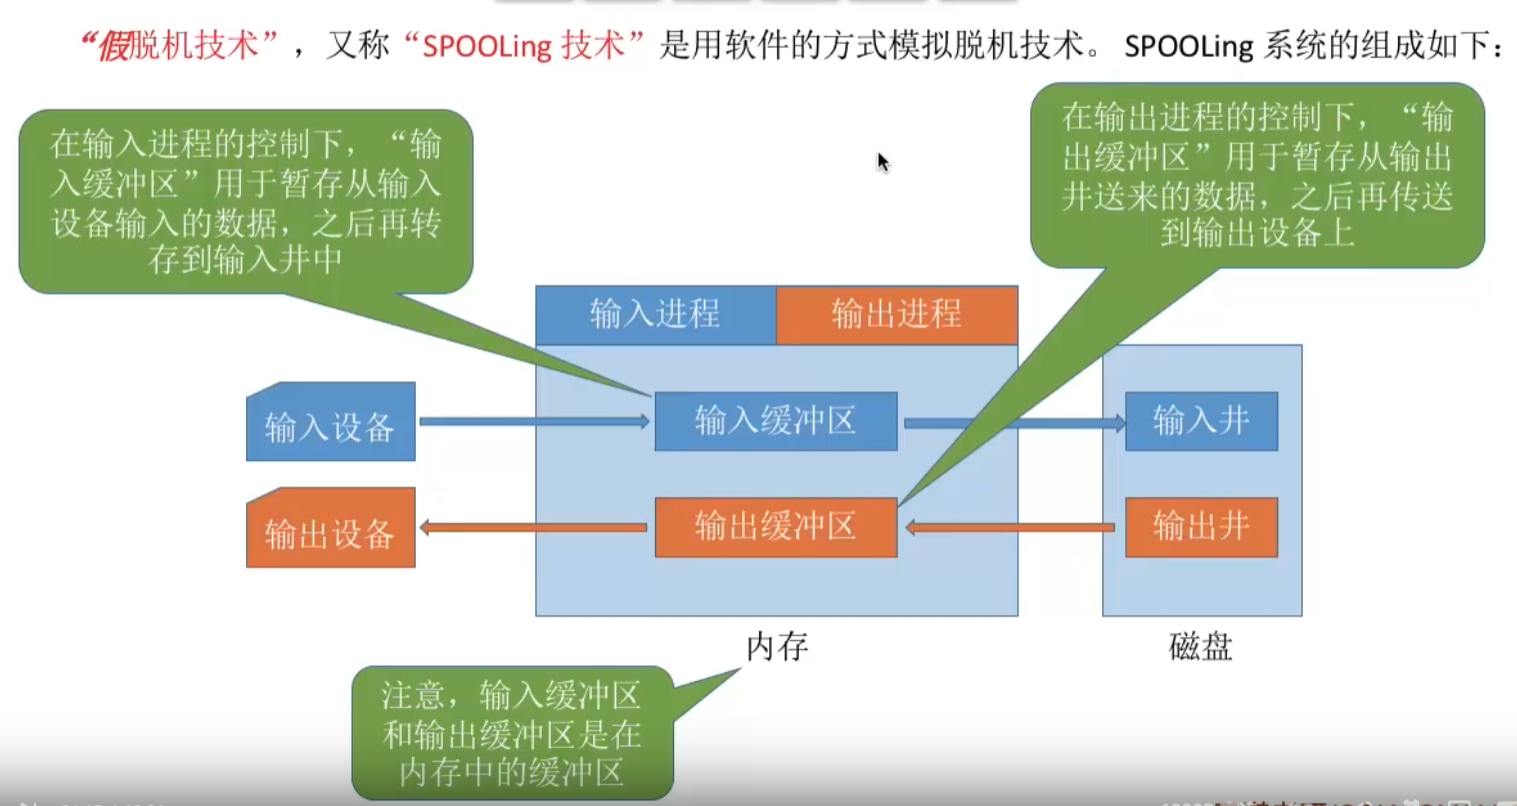 “假脱机技术”，又称“SPOOLing 技术”是用软件的方式模拟脱机技术。 SPOOLing 系统的组成如下：
在输入进程的控制下，“输
入缓冲区”用于暂存从输入
设备输入的数据，之后再转
存到输入井中
在输出进程的控制下，“输
出缓冲区”用于暂存从输出
井送来的数据，之后再传送
到输出设备上
输入进程
输出进程
输入设备
输入缓冲区
输入井
输出设备
输出缓冲区
输出井
内存
磁盘
注意，输入缓冲区
和输出缓冲区是在
内存中的缓冲区